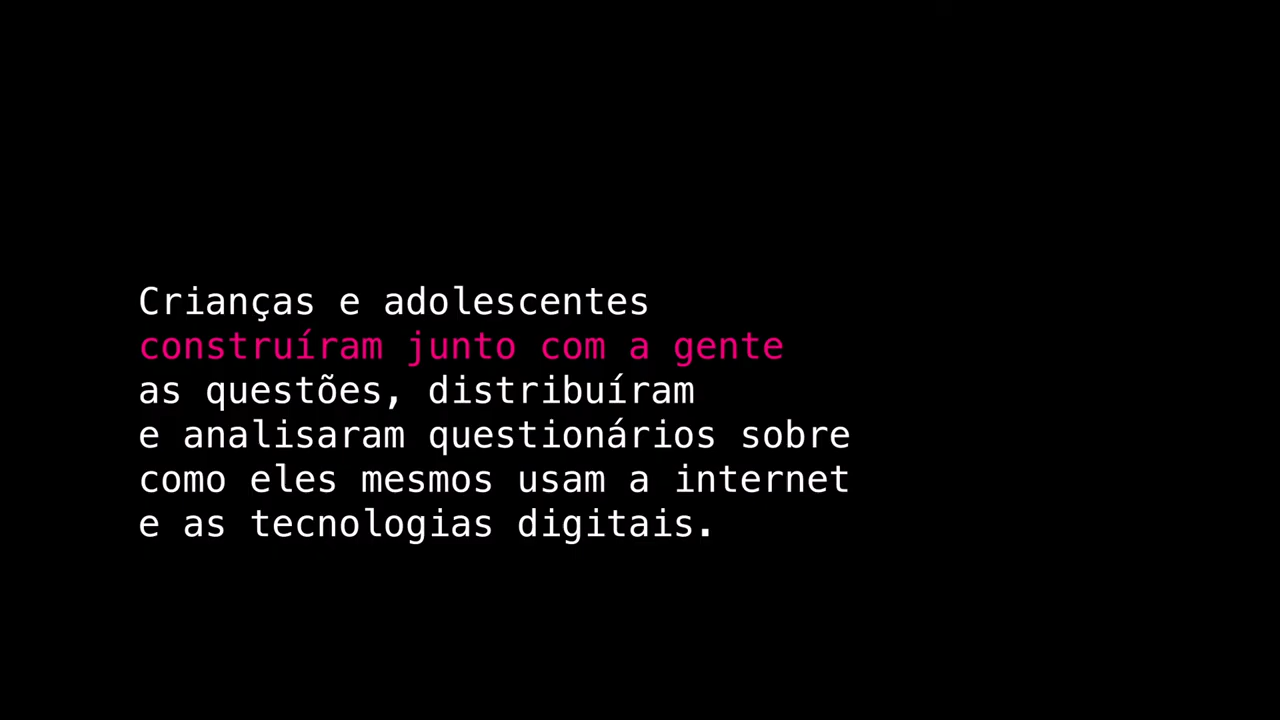 Crianças e adolescentes
construíram junto com a gente
as questões, distribuíram
e analisaram questionários sobre
como eles mesmos usam a internet
e as tecnologias digitais.